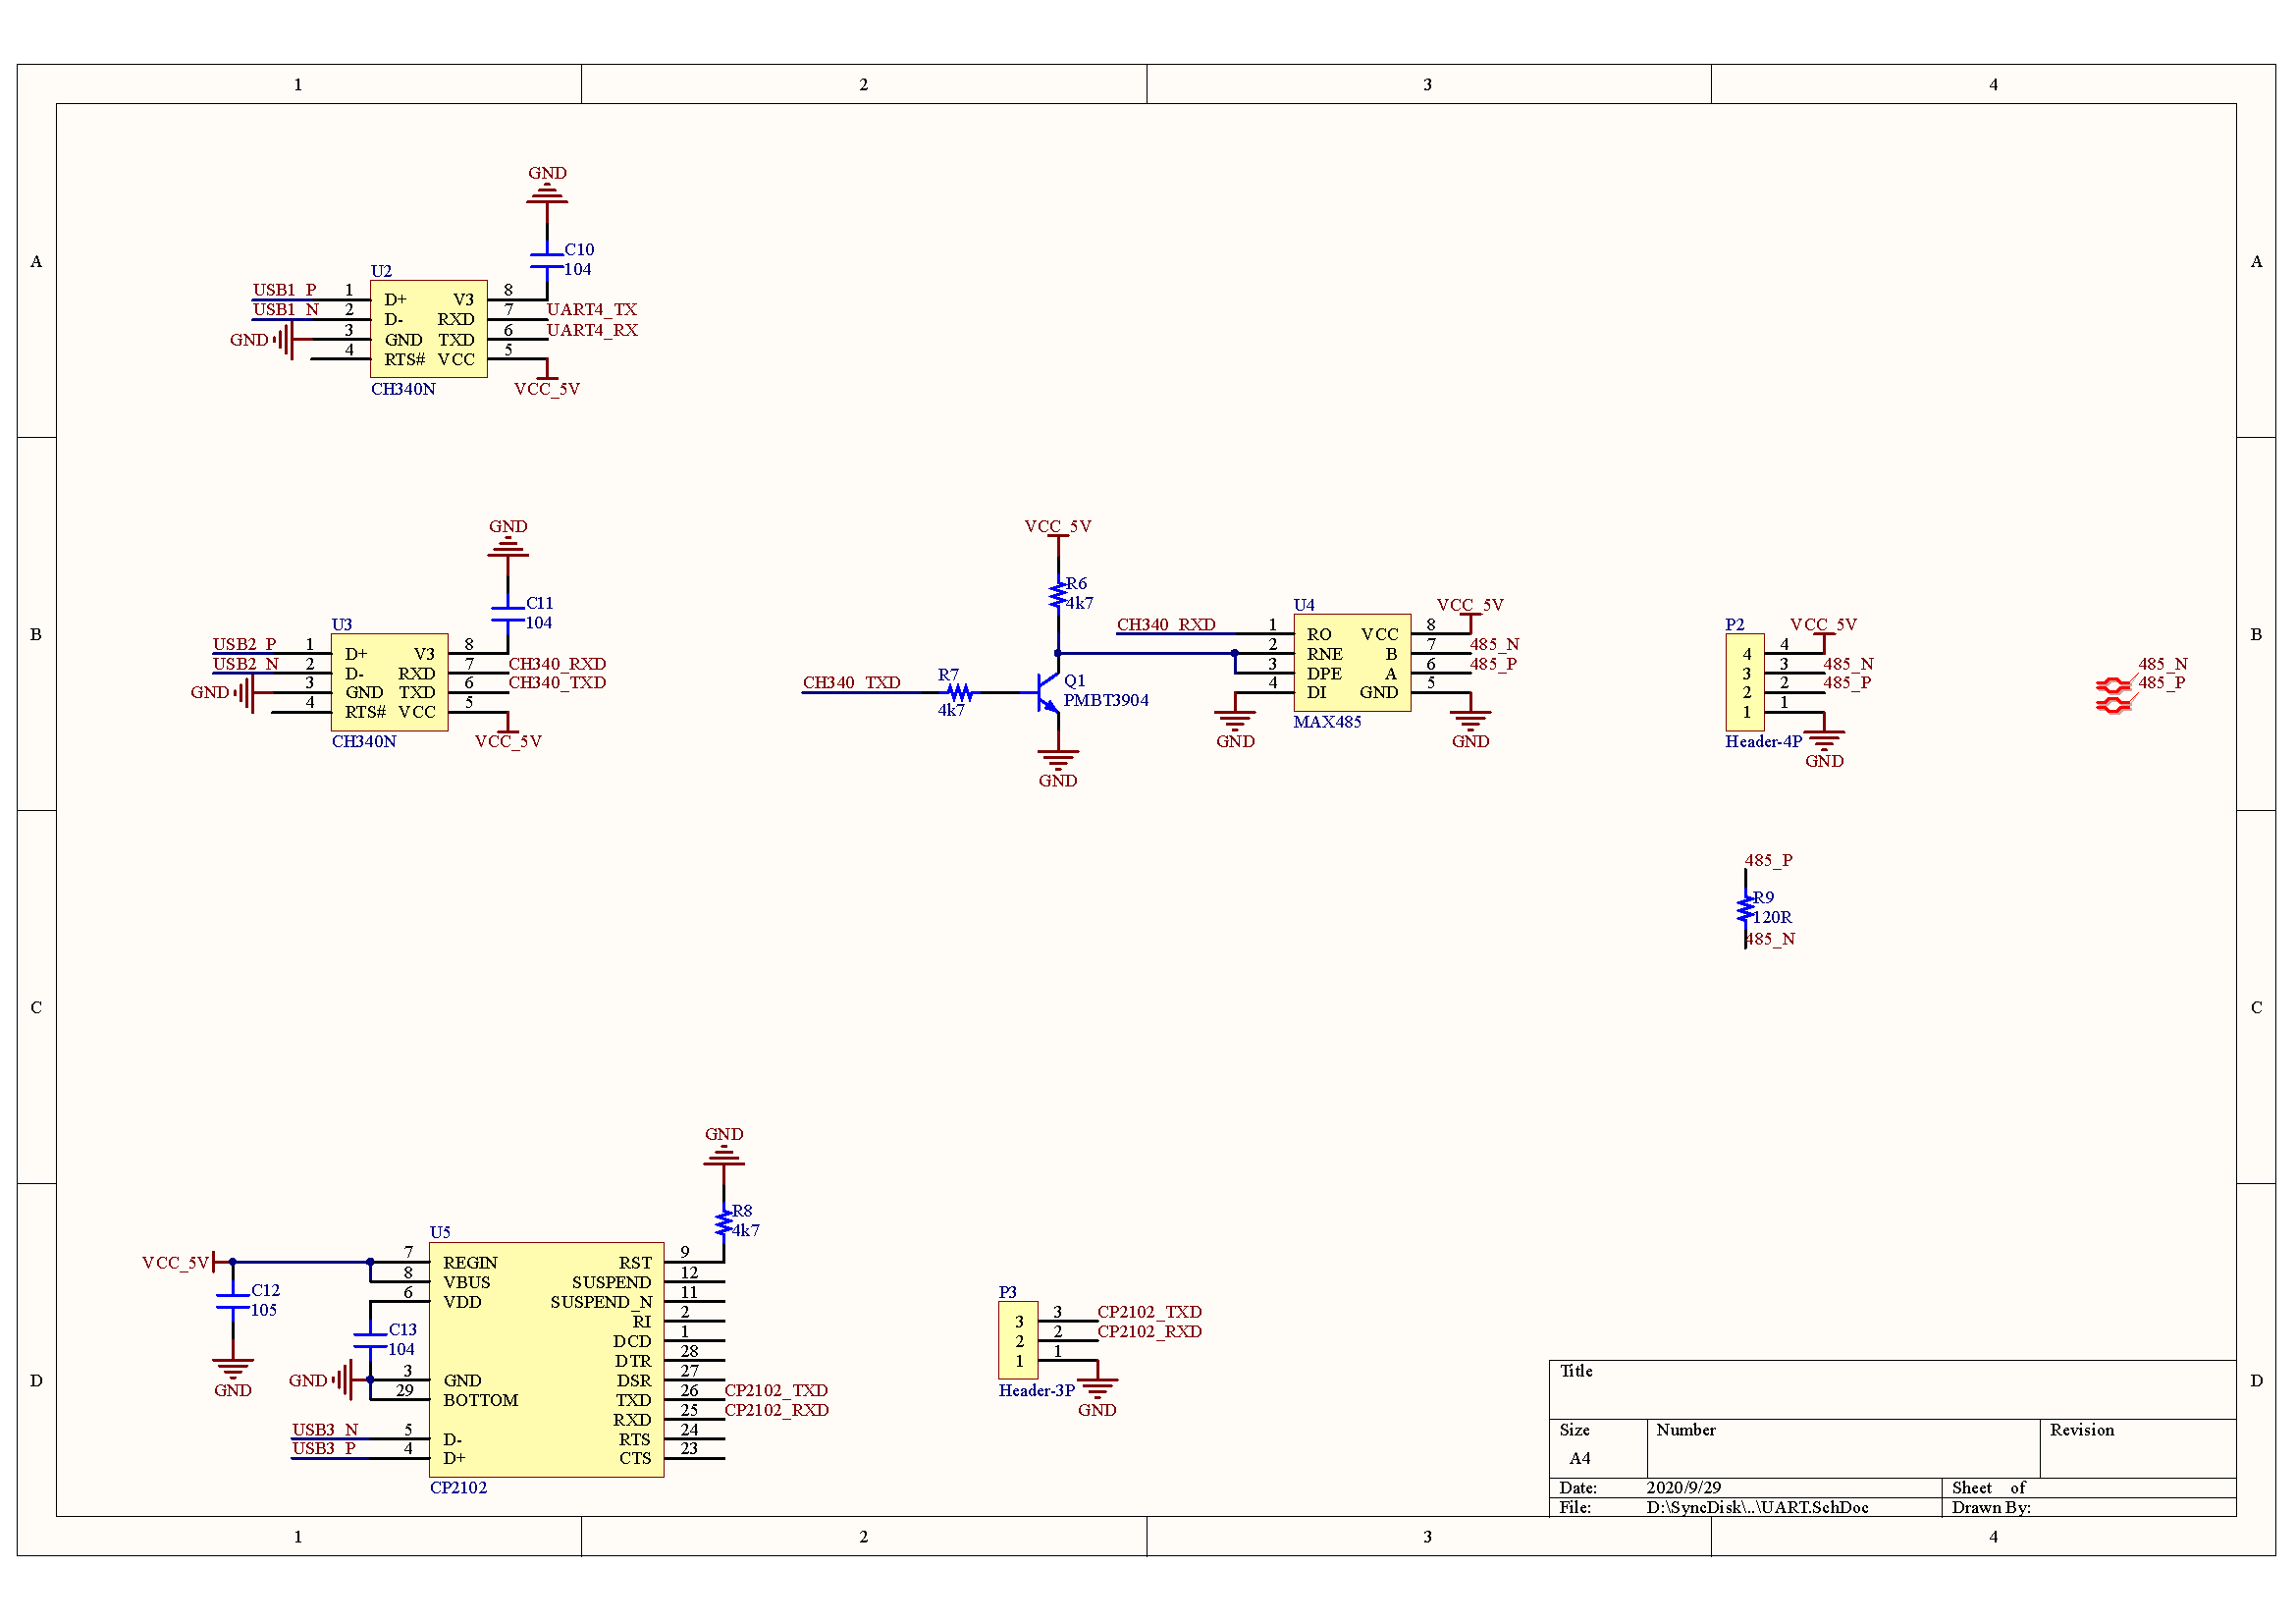 1 2 3 4
A A
GND
C10
104
U2
USB1_P 1 D+ V3 8
USB1_N 2 D- RXD 7 UART4_TX
GND 3 GND TXD 6 UART4_RX
4 RTS# VCC 5
CH340N
VCC_5V
B B
GND
C11
104
U3
USB2_P 1 D+ V3 8
USB2_N 2 D- RXD 7 CH340_RXD
GND 3 GND TXD 6 CH340_TXD
4 RTS# VCC 5
CH340N
VCC_5V
VCC_5V
R6
4k7
CH340_TXD
R7
4k7
Q1
PMBT3904
GND
U4
VCC_5V
CH340_RXD 1 RO VCC 8
2 RNE B 7 485_N
3 DPE A 6 485_P
4 DI GND 5
MAX485
GND
GND
P2
VCC_5V
4 4
3 3 485_N
2 2 485_P
1 1
Header-4P
GND
485_N
485_P
C C
485_P
R9
120R
485_N
D D
GND
R8
4k7
U5
VCC_5V 7 REGIN RST 9
8 VBUS SUSPEND 12
6 VDD SUSPEND_N 11
RI 2
DCD 1
DTR 28
GND 3 GND DSR 27
29 BOTTOM TXD 26 CP2102_TXD
RXD 25 CP2102_RXD
USB3_N 5 D- RTS 24
USB3_P 4 D+ CTS 23
CP2102
C12
105
GND
C13
104
P3
3 3 CP2102_TXD
2 2 CP2102_RXD
1 1
Header-3P
GND
Title
Size Number Revision
A4
Date: 2020/9/29 Sheet of
File: D:\SyncDisk\..\UART.SchDoc Drawn By:
1 2 3 4